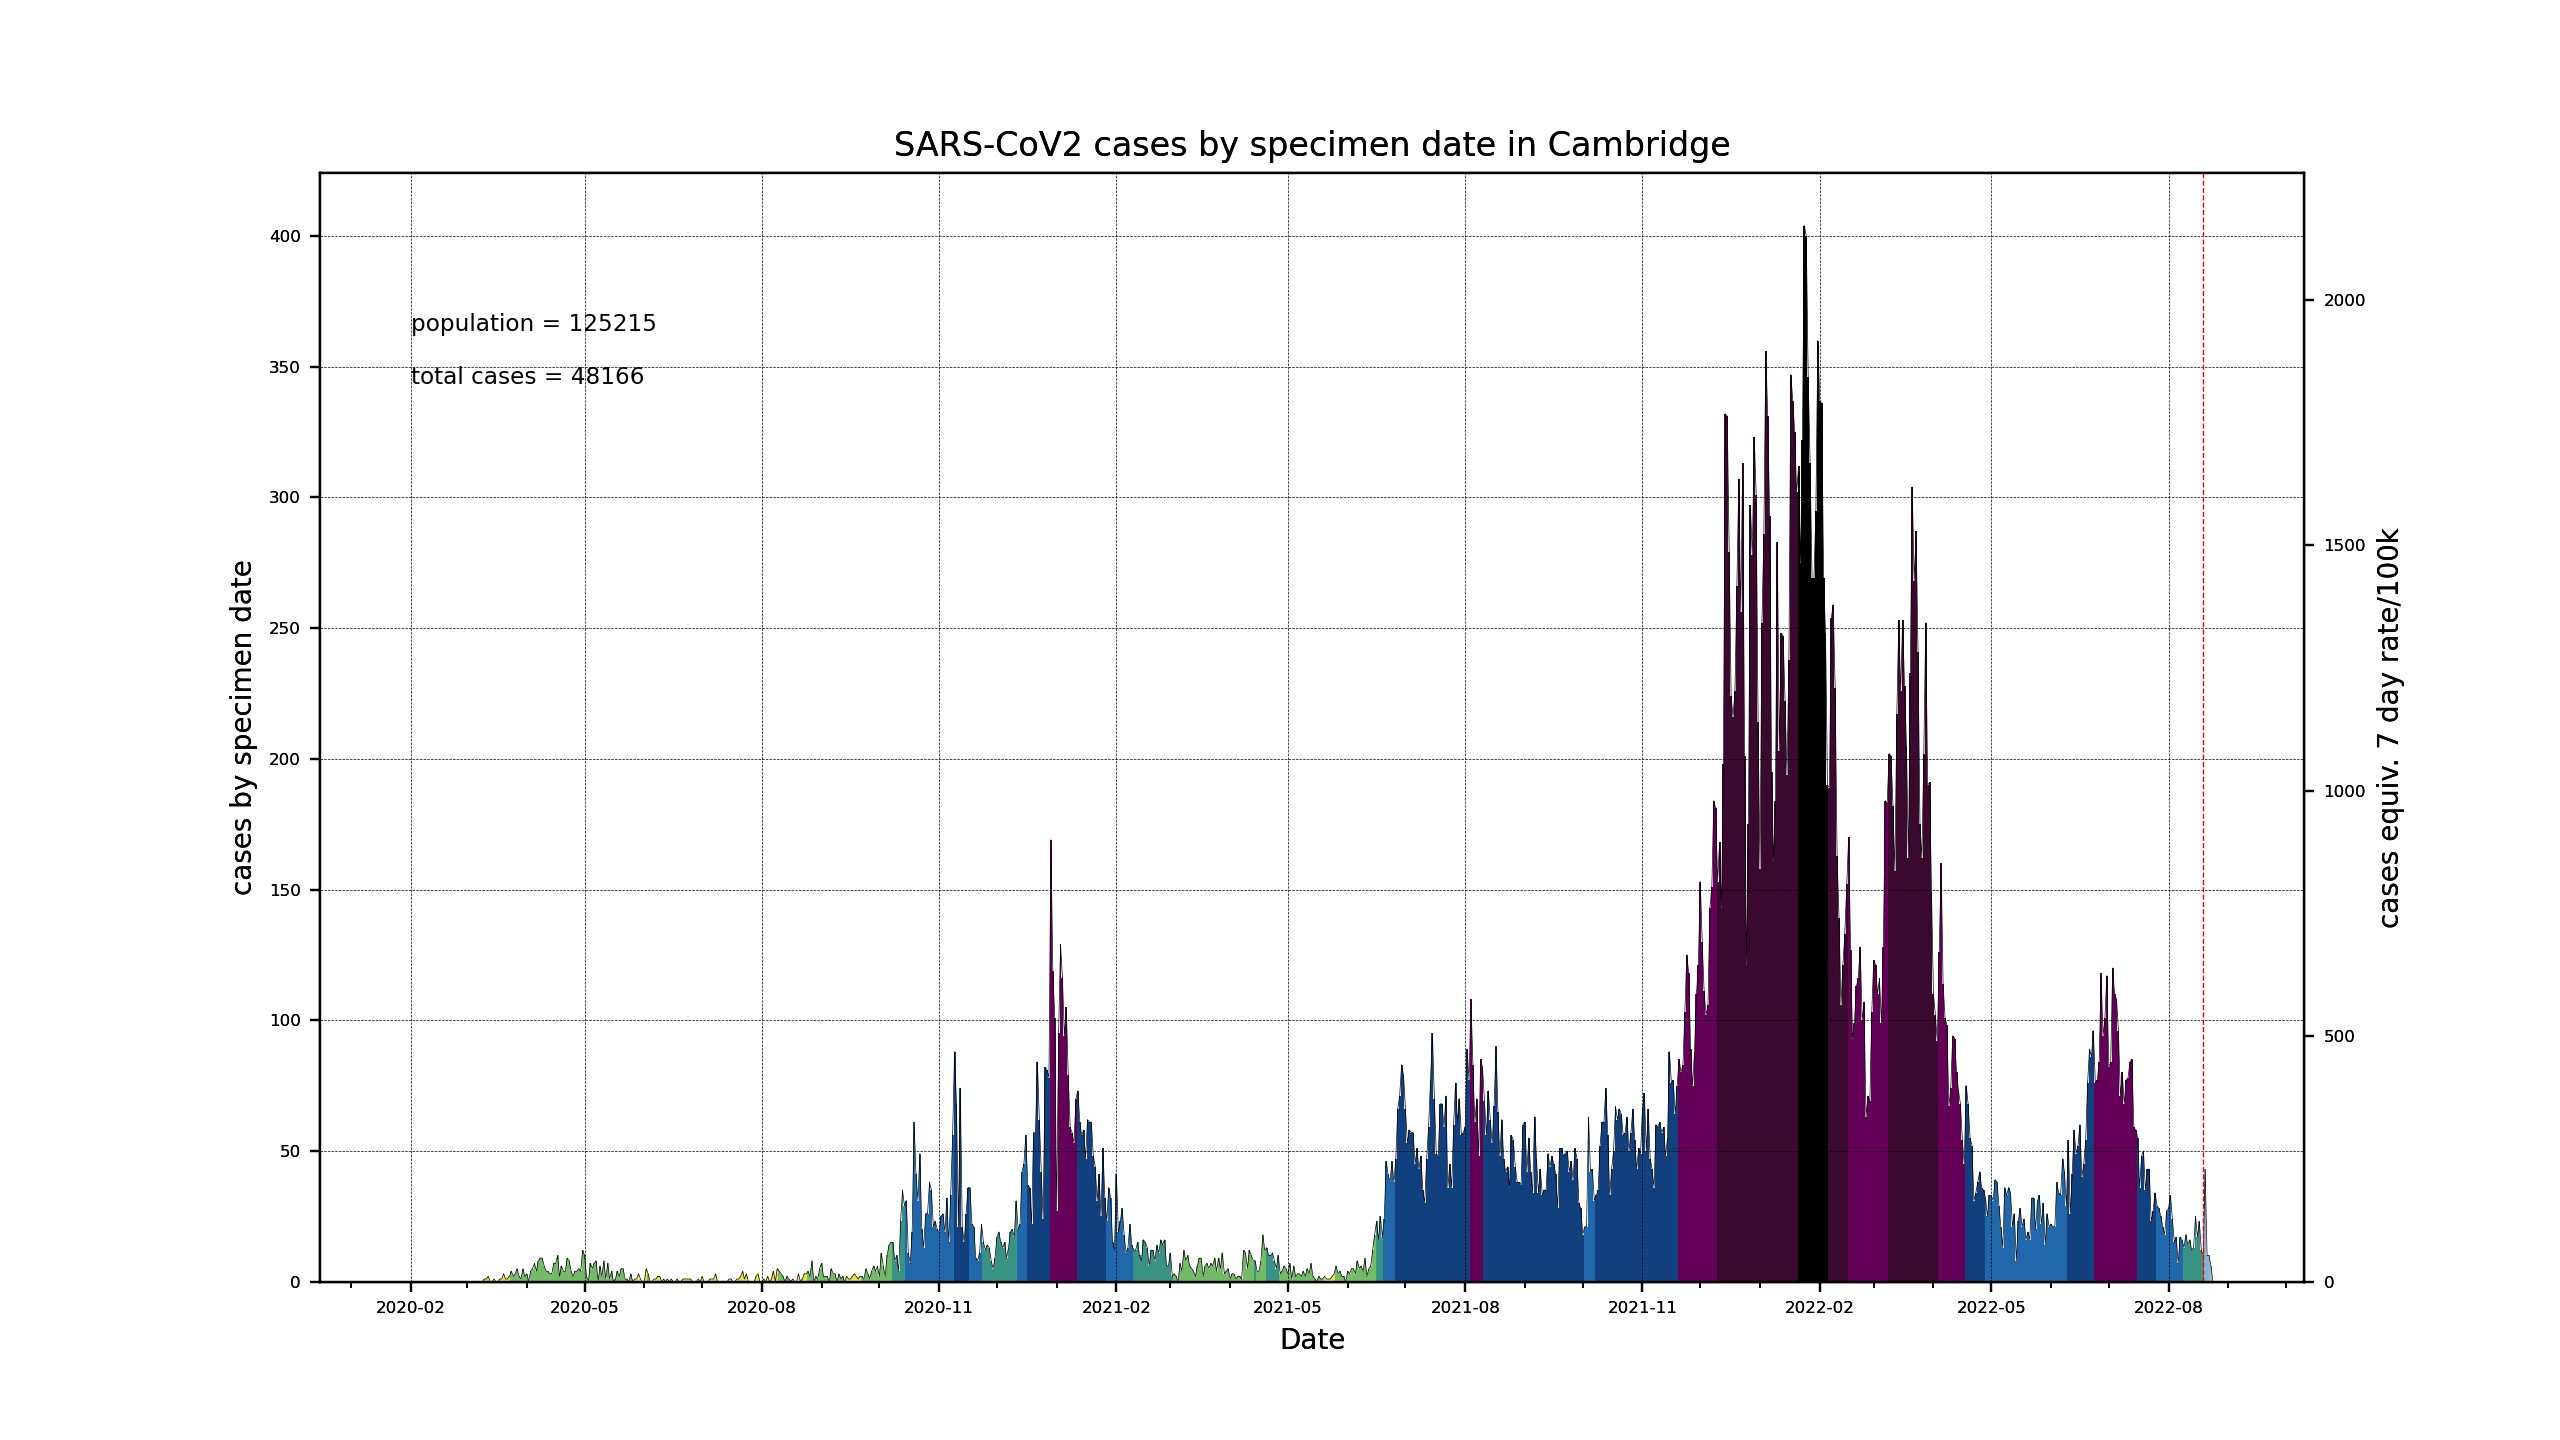 SARS-CoV2 cases by specimen date in Cambridge
population = 125215
total cases = 48166
cases by specimen date
400
350
300
250
200
150
100
50
0
2000
1500
1000
500
0
cases equiv. 7 day rate/100k
2020-02 2020-05 2020-08 2020-11 2021-02 2021-05 2021-08 2021-11 2022-02 2022-05 2022-08
Date